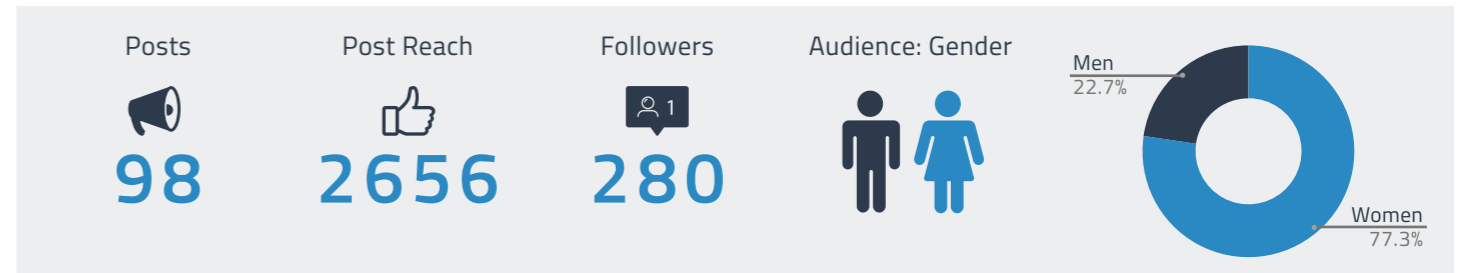 Posts
Post Reach
Followers
Audience: Gender
1
98
2656
280
Men
22.7%
Women
77.3%